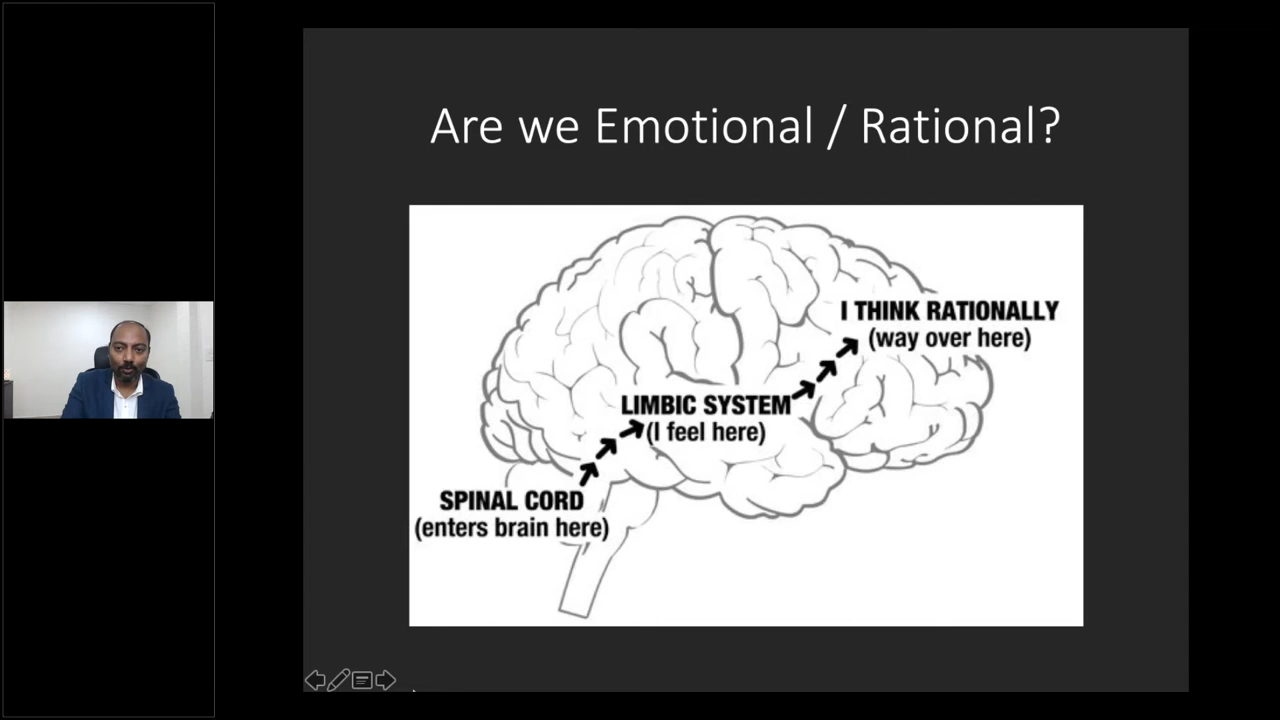 Are we Emotional / Rational?
I THINK RATIONALLY
(way over here)
LIMBIC SYSTEM
(I feel here)
SPINAL CORD
(enters brain here)